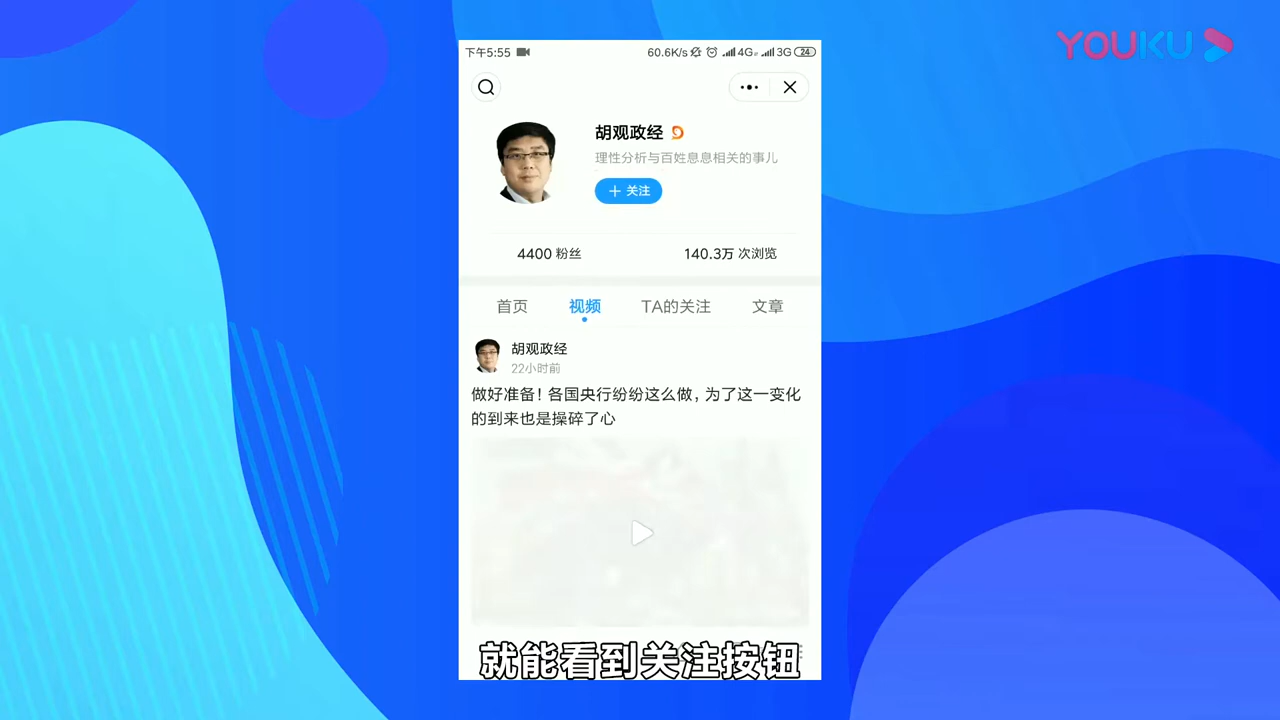 YOUKU
下午5:55
60.6K/s 4G 3G 24
胡观政经
理性分析与百姓息息相关的事儿
+ 关注
4400 粉丝
140.3万 次浏览
首页
视频
TA的关注
文章
胡观政经
22小时前
做好准备！各国央行纷纷这么做，为了这一变化
的到来也是操碎了心
就能看到关注按钮